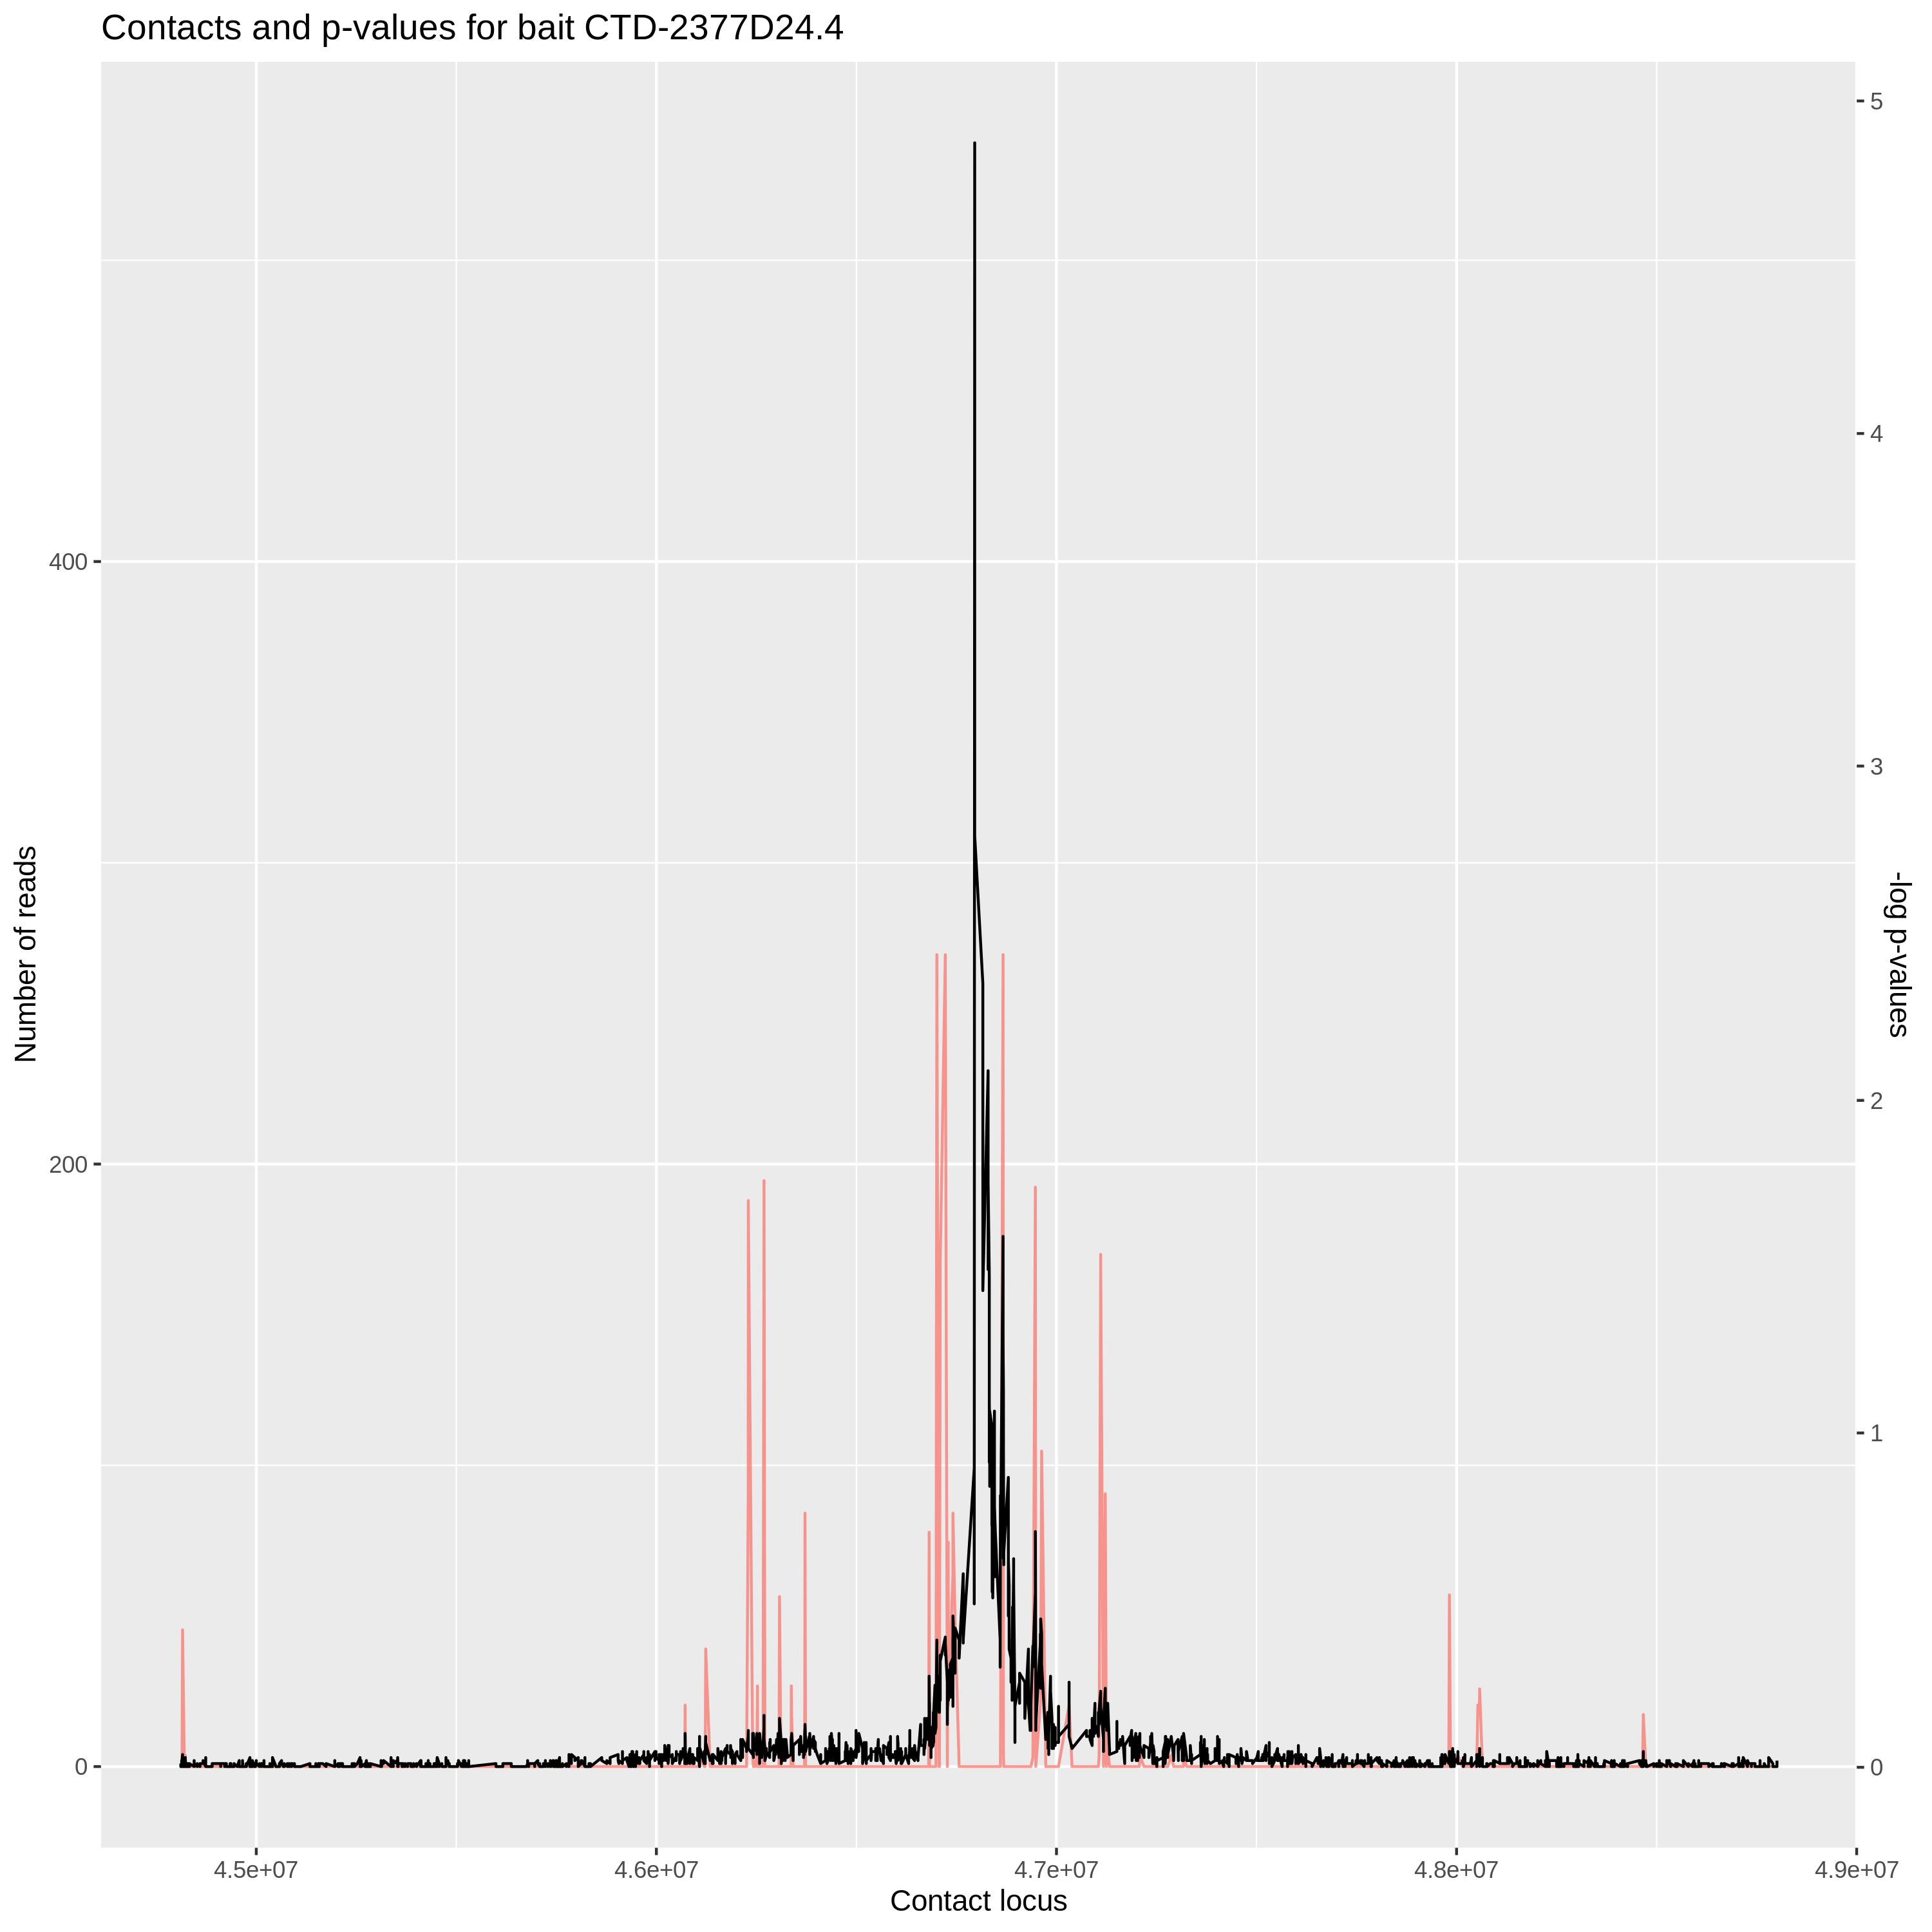 Contacts and p-values for bait CTD-2377D24.4
5
4
400
3
Number of reads
-log p-values
2
200
1
0
0
4.5e+07
4.6e+07
4.7e+07
4.8e+07
4.9e+07
Contact locus